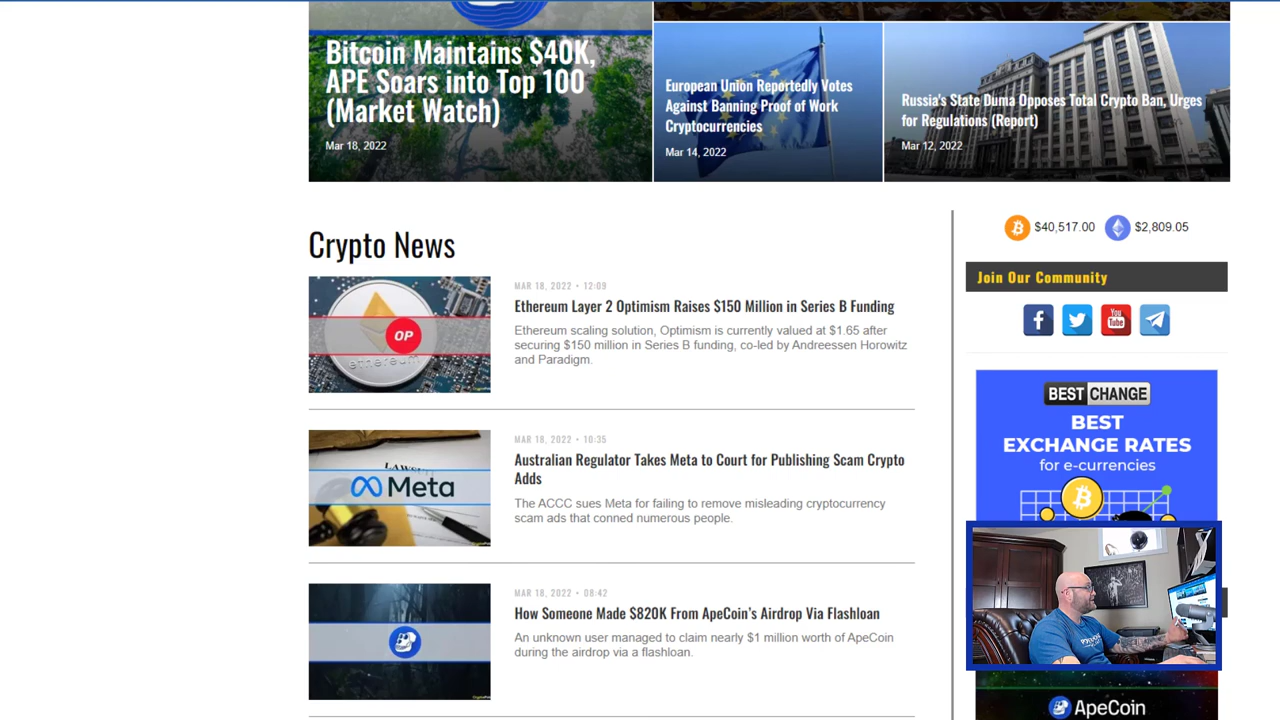 Bitcoin Maintains $40K,
APE Soars into Top 100
(Market Watch)
Mar 18, 2022
European Union Reportedly Votes
Against Banning Proof of Work
Cryptocurrencies
Mar 14, 2022
Russia's State Duma Opposes Total Crypto Ban, Urges
for Regulations (Report)
Mar 12, 2022
Crypto News
$40,517.00
$2,809.05
Join Our Community
You
Tube
MAR 18, 2022 • 12:09
Ethereum Layer 2 Optimism Raises $150 Million in Series B Funding
Ethereum scaling solution, Optimism is currently valued at $1.65 after
securing $150 million in Series B funding, co-led by Andreessen Horowitz
and Paradigm.
OP
ethereum
MAR 18, 2022 • 10:35
Australian Regulator Takes Meta to Court for Publishing Scam Crypto
Adds
The ACCC sues Meta for failing to remove misleading cryptocurrency
scam ads that conned numerous people.
LAWSUIT
Meta
MAR 18, 2022 • 08:42
How Someone Made $820K From ApeCoin's Airdrop Via Flashloan
An unknown user managed to claim nearly $1 million worth of ApeCoin
during the airdrop via a flashloan.
BEST CHANGE
BEST
EXCHANGE RATES
for e-currencies
ApeCoin